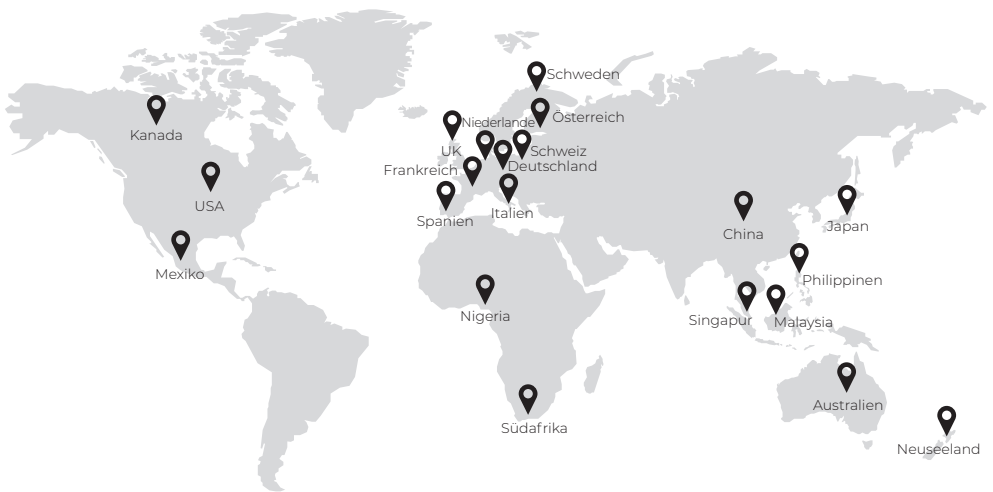 Schweden
Kanada
Niederlande
Österreich
UK
Schweiz
Frankreich
Deutschland
USA
Spanien
Italien
China
Japan
Mexiko
Philippinen
Nigeria
Singapur
Malaysia
Australien
Südafrika
Neuseeland